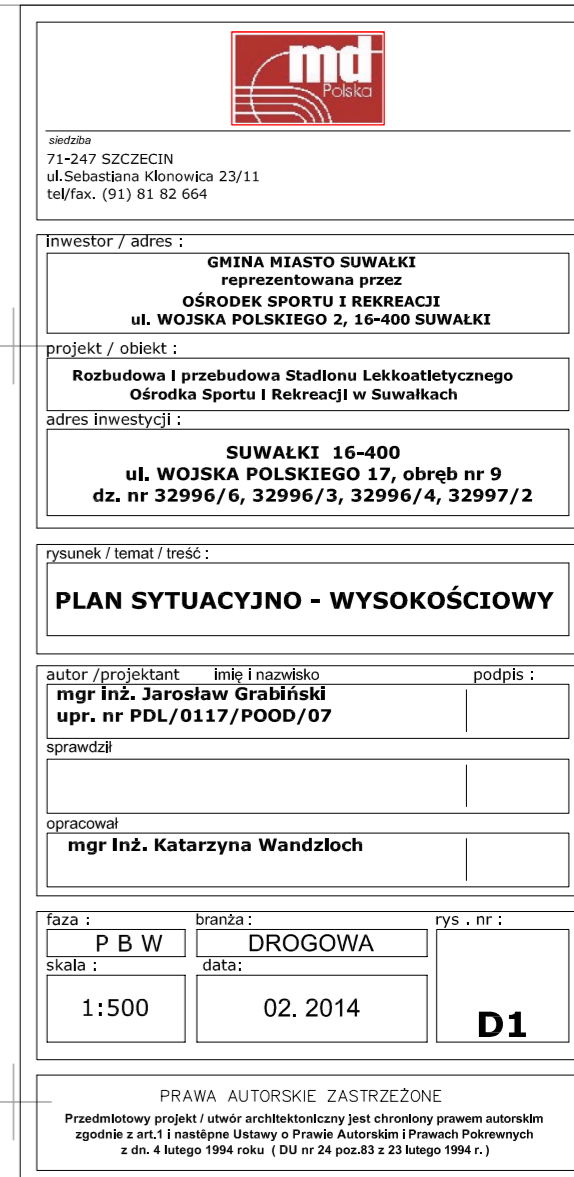 md
Polska
siedziba
71-247 SZCZECIN
ul.Sebastiana Klonowica 23/11
tel/fax. (91) 81 82 664
inwestor / adres :
GMINA MIASTO SUWAŁKI
reprezentowana przez
OŚRODEK SPORTU I REKREACJI
ul. WOJSKA POLSKIEGO 2, 16-400 SUWAŁKI
projekt / obiekt :
Rozbudowa I przebudowa StadIonu Lekkoatletycznego
Ośrodka Sportu I RekreacjI w Suwałkach
adres inwestycji :
SUWAŁKI 16-400
ul. WOJSKA POLSKIEGO 17, obręb nr 9
dz. nr 32996/6, 32996/3, 32996/4, 32997/2
rysunek / temat / treść :
PLAN SYTUACYJNO - WYSOKOŚCIOWY
autor /projektant imię i nazwisko podpis :
mgr inż. Jarosław Grabiński
upr. nr PDL/0117/POOD/07
sprawdził
opracował
mgr Inż. Katarzyna Wandzloch
faza : branża : rys . nr :
P B W DROGOWA
skala : data:
1:500 02. 2014
D1
PRAWA AUTORSKIE ZASTRZEŻONE
Przedmlotowy projekt / utwór archltektonlczny jest chronlony prawem autorsklm
zgodnie z art.1 i nastêpne Ustawy o Prawie Autorskim i Prawach Pokrewnych
z dn. 4 lutego 1994 roku ( DU nr 24 poz.83 z 23 lutego 1994 r. )